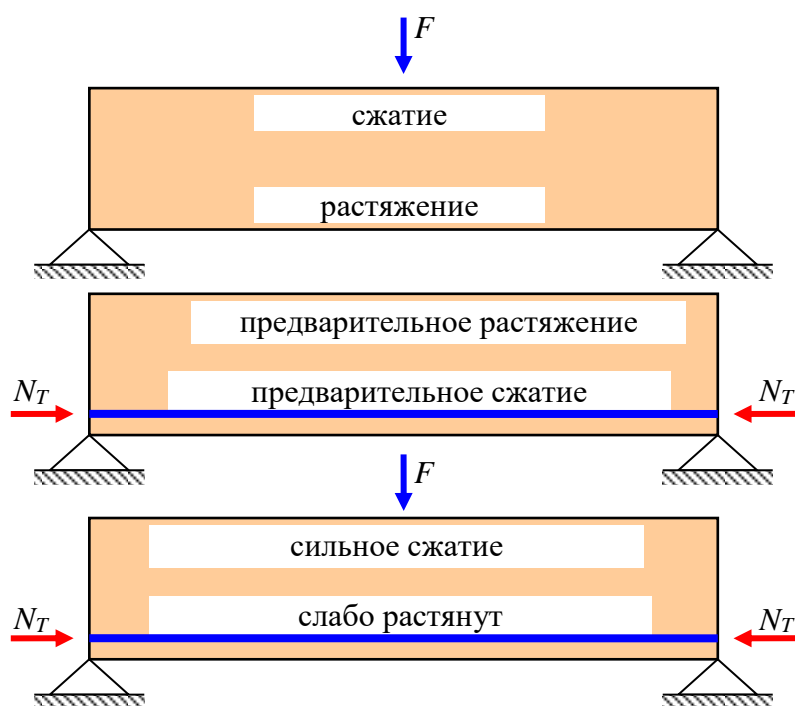 F
сжатие
растяжение
предварительное растяжение
N_T предварительное сжатие N_T
F
сильное сжатие
N_T слабо растянут N_T